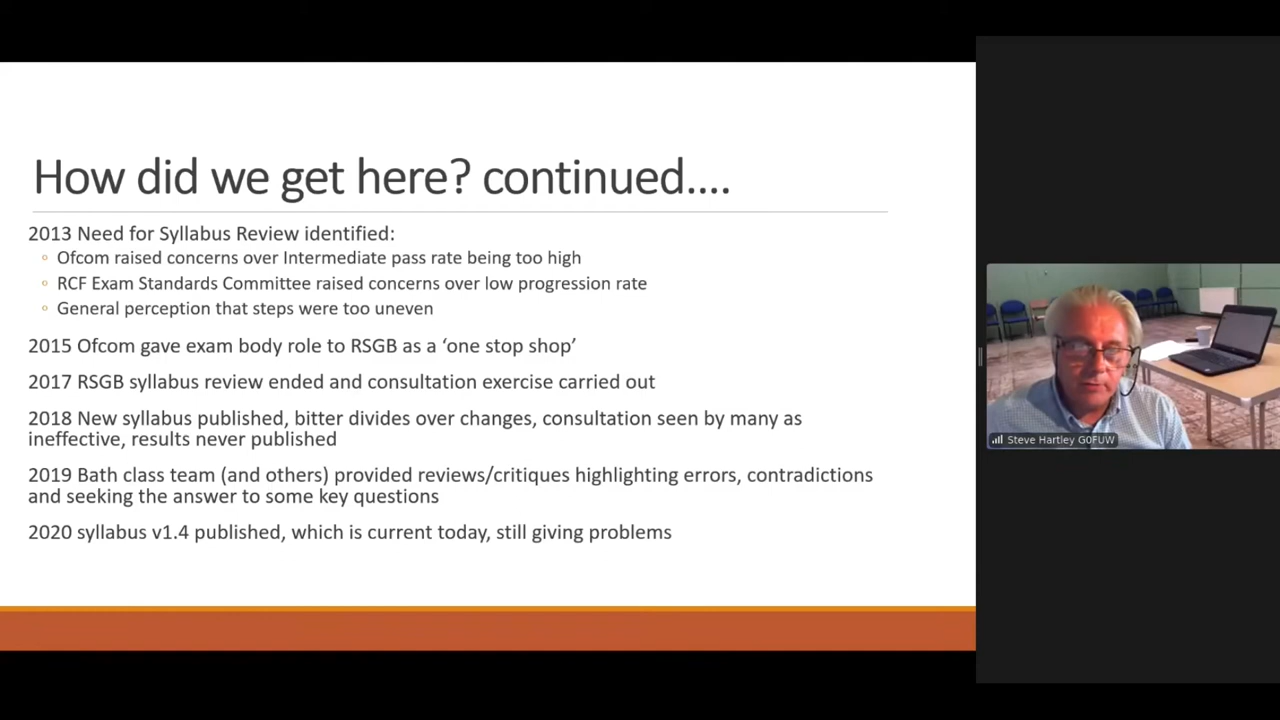 How did we get here? continued....
2013 Need for Syllabus Review identified:
◦ Ofcom raised concerns over Intermediate pass rate being too high
◦ RCF Exam Standards Committee raised concerns over low progression rate
◦ General perception that steps were too uneven
2015 Ofcom gave exam body role to RSGB as a ‘one stop shop’
2017 RSGB syllabus review ended and consultation exercise carried out
2018 New syllabus published, bitter divides over changes, consultation seen by many as
ineffective, results never published
2019 Bath class team (and others) provided reviews/critiques highlighting errors, contradictions
and seeking the answer to some key questions
2020 syllabus v1.4 published, which is current today, still giving problems
Steve Hartley G0FUW